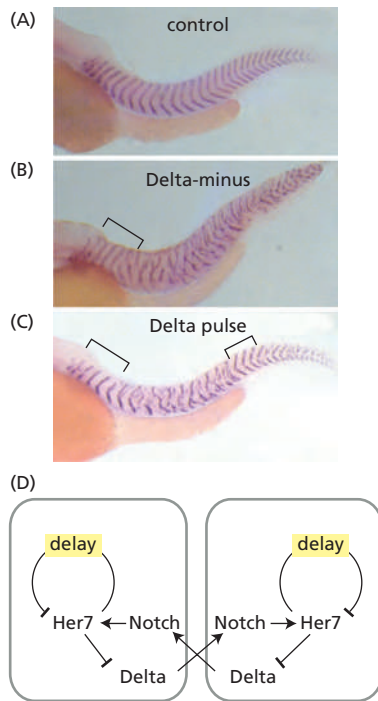 (A)
control
(B)
Delta-minus
(C)
Delta pulse
(D)
delay delay
Her7 Notch Notch Her7
Delta Delta